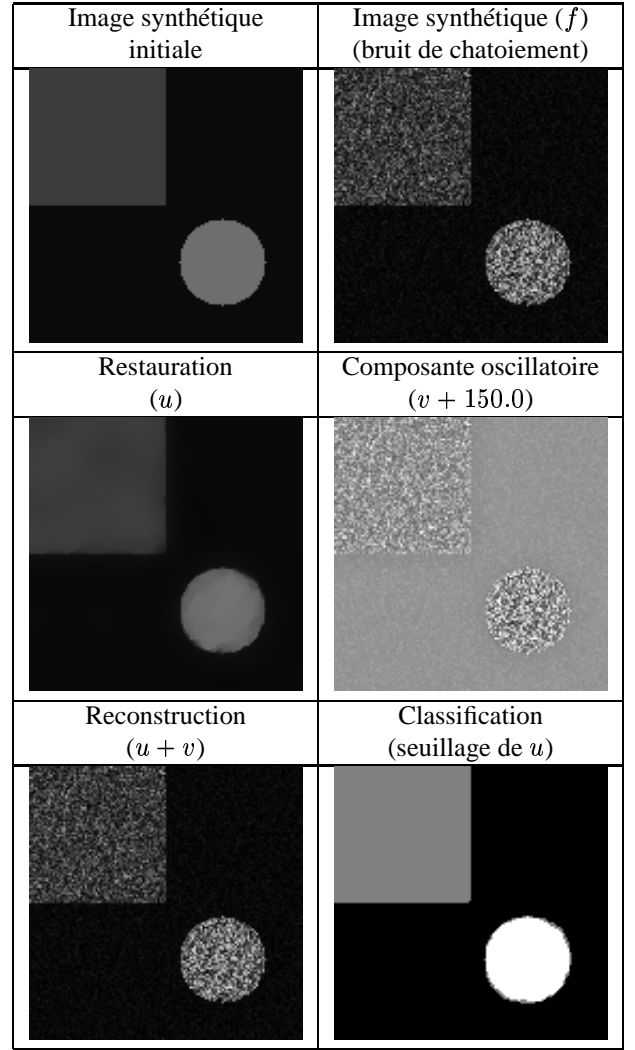 Image synthétique
initiale
Image synthétique (f)
(bruit de chatoiement)
Restauration
(u)
Composante oscillatoire
(v + 150.0)
Reconstruction
(u + v)
Classification
(seuillage de u)